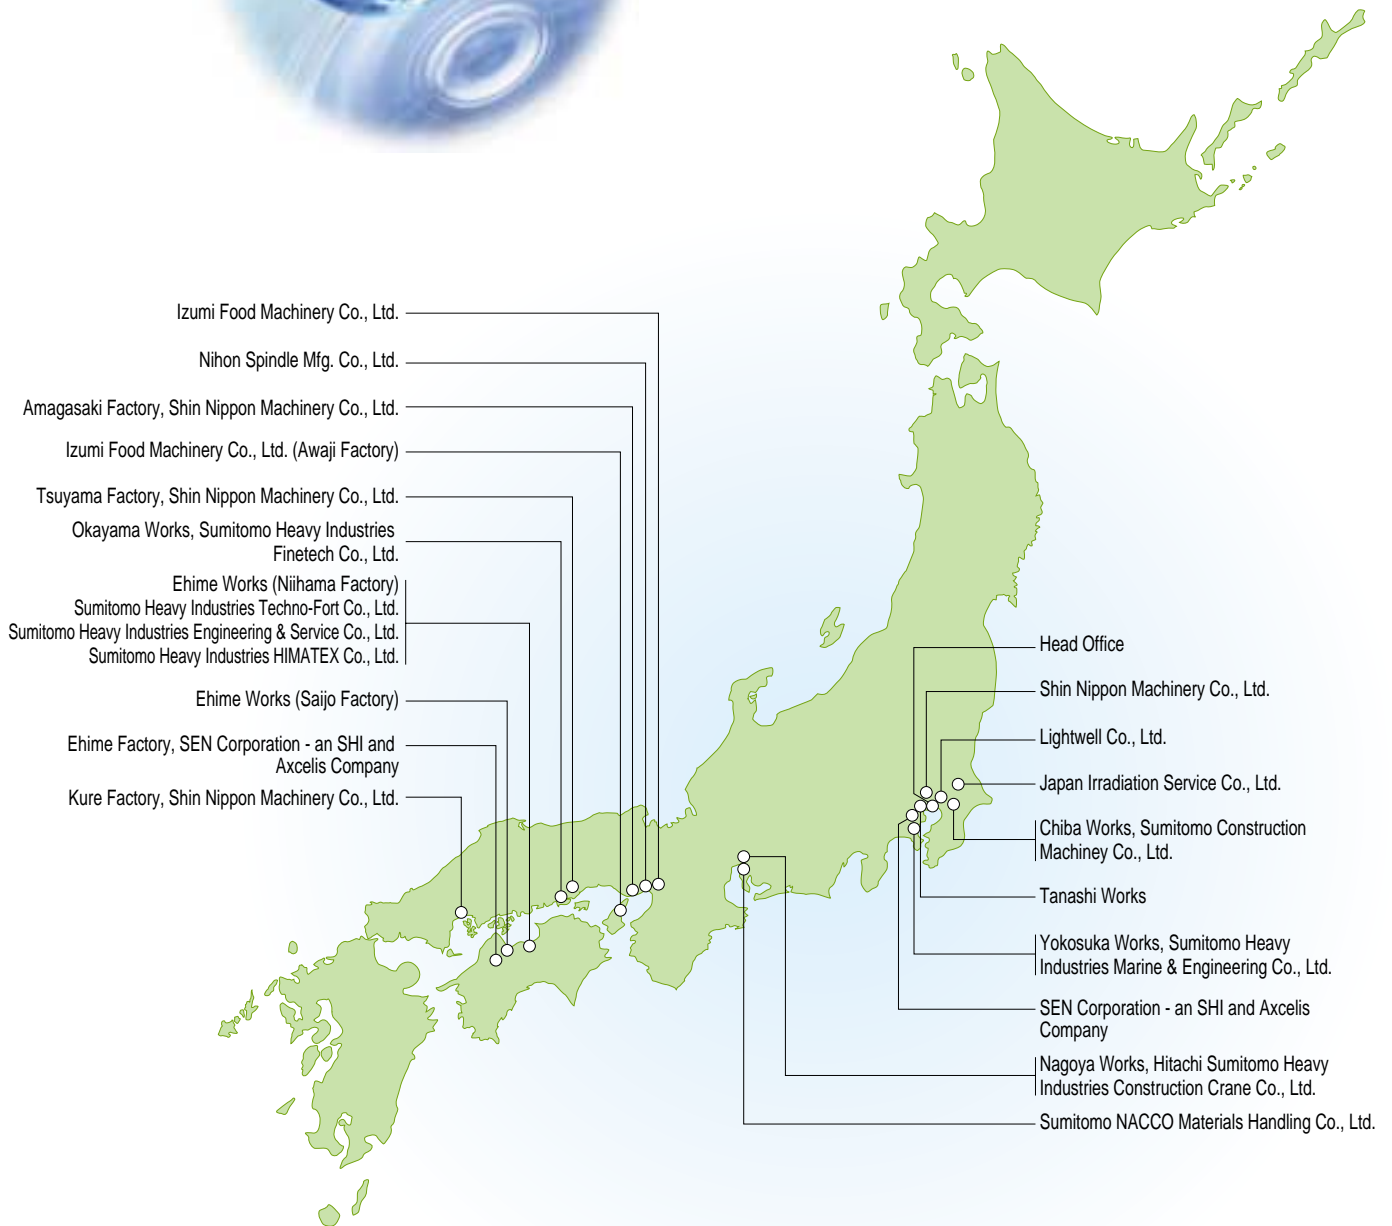 Izumi Food Machinery Co., Ltd.
Nihon Spindle Mfg. Co., Ltd.
Amagasaki Factory, Shin Nippon Machinery Co., Ltd.
Izumi Food Machinery Co., Ltd. (Awaji Factory)
Tsuyama Factory, Shin Nippon Machinery Co., Ltd.
Okayama Works, Sumitomo Heavy Industries
Finetech Co., Ltd.
Ehime Works (Niihama Factory)
Sumitomo Heavy Industries Techno-Fort Co., Ltd.
Sumitomo Heavy Industries Engineering & Service Co., Ltd.
Sumitomo Heavy Industries HIMATEX Co., Ltd.
Ehime Works (Saijo Factory)
Ehime Factory, SEN Corporation - an SHI and
Axcelis Company
Kure Factory, Shin Nippon Machinery Co., Ltd.
Head Office
Shin Nippon Machinery Co., Ltd.
Lightwell Co., Ltd.
Japan Irradiation Service Co., Ltd.
Chiba Works, Sumitomo Construction
Machiney Co., Ltd.
Tanashi Works
Yokosuka Works, Sumitomo Heavy
Industries Marine & Engineering Co., Ltd.
SEN Corporation - an SHI and Axcelis
Company
Nagoya Works, Hitachi Sumitomo Heavy
Industries Construction Crane Co., Ltd.
Sumitomo NACCO Materials Handling Co., Ltd.